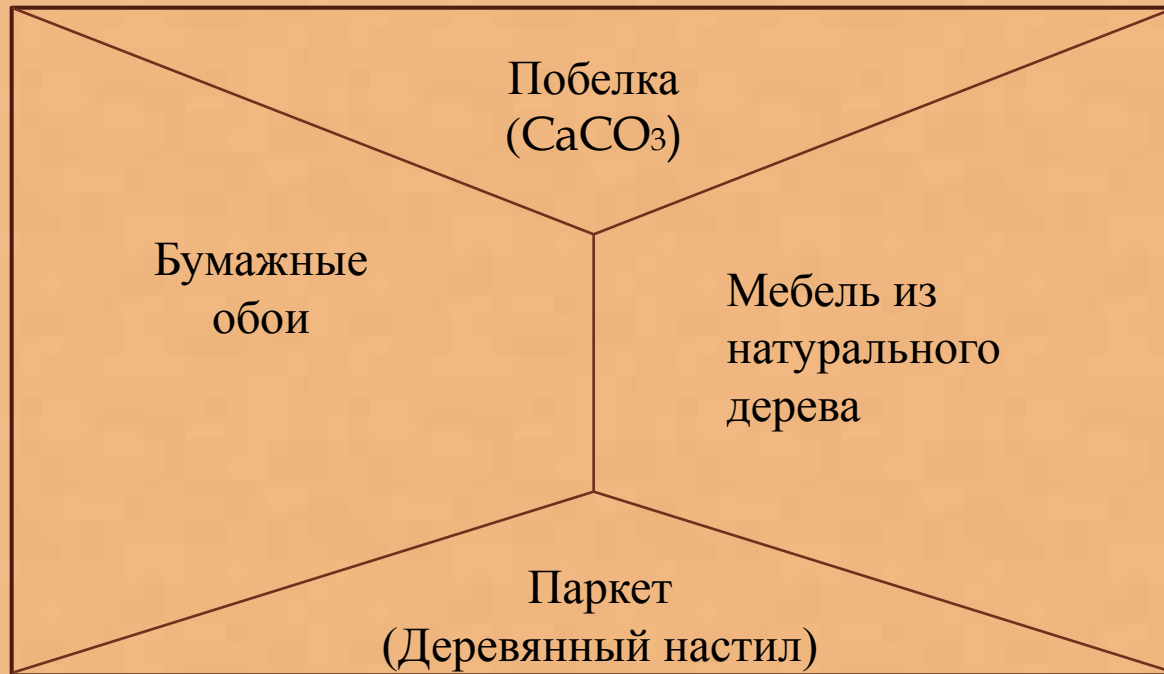 Побелка
(CaCO₃)
Бумажные
обои
Мебель из
натурального
дерева
Паркет
(Деревянный настил)